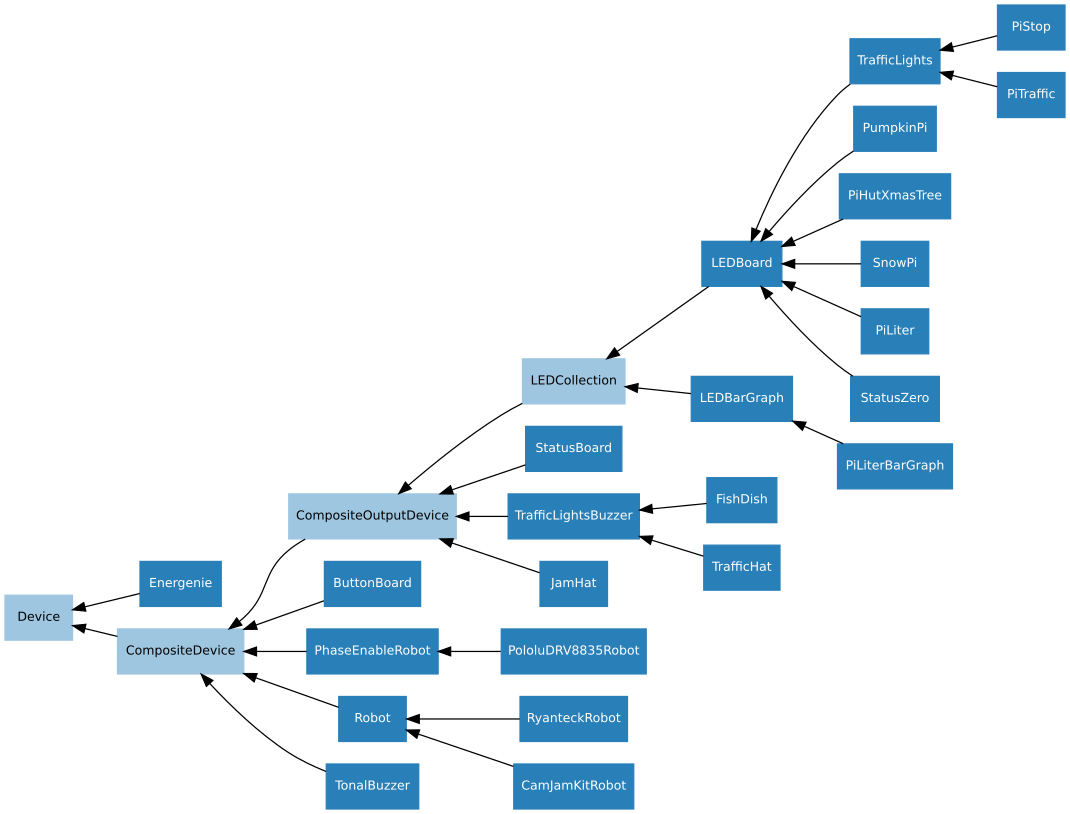 PiStop
TrafficLights
PiTraffic
PumpkinPi
PiHutXmasTree
LEDBoard
SnowPi
PiLiter
LEDCollection
LEDBarGraph
StatusZero
StatusBoard
PiLiterBarGraph
CompositeOutputDevice
TrafficLightsBuzzer
FishDish
TrafficHat
Energenie
ButtonBoard
JamHat
Device
CompositeDevice
PhaseEnableRobot
PololuDRV8835Robot
Robot
RyanteckRobot
TonalBuzzer
CamJamKitRobot